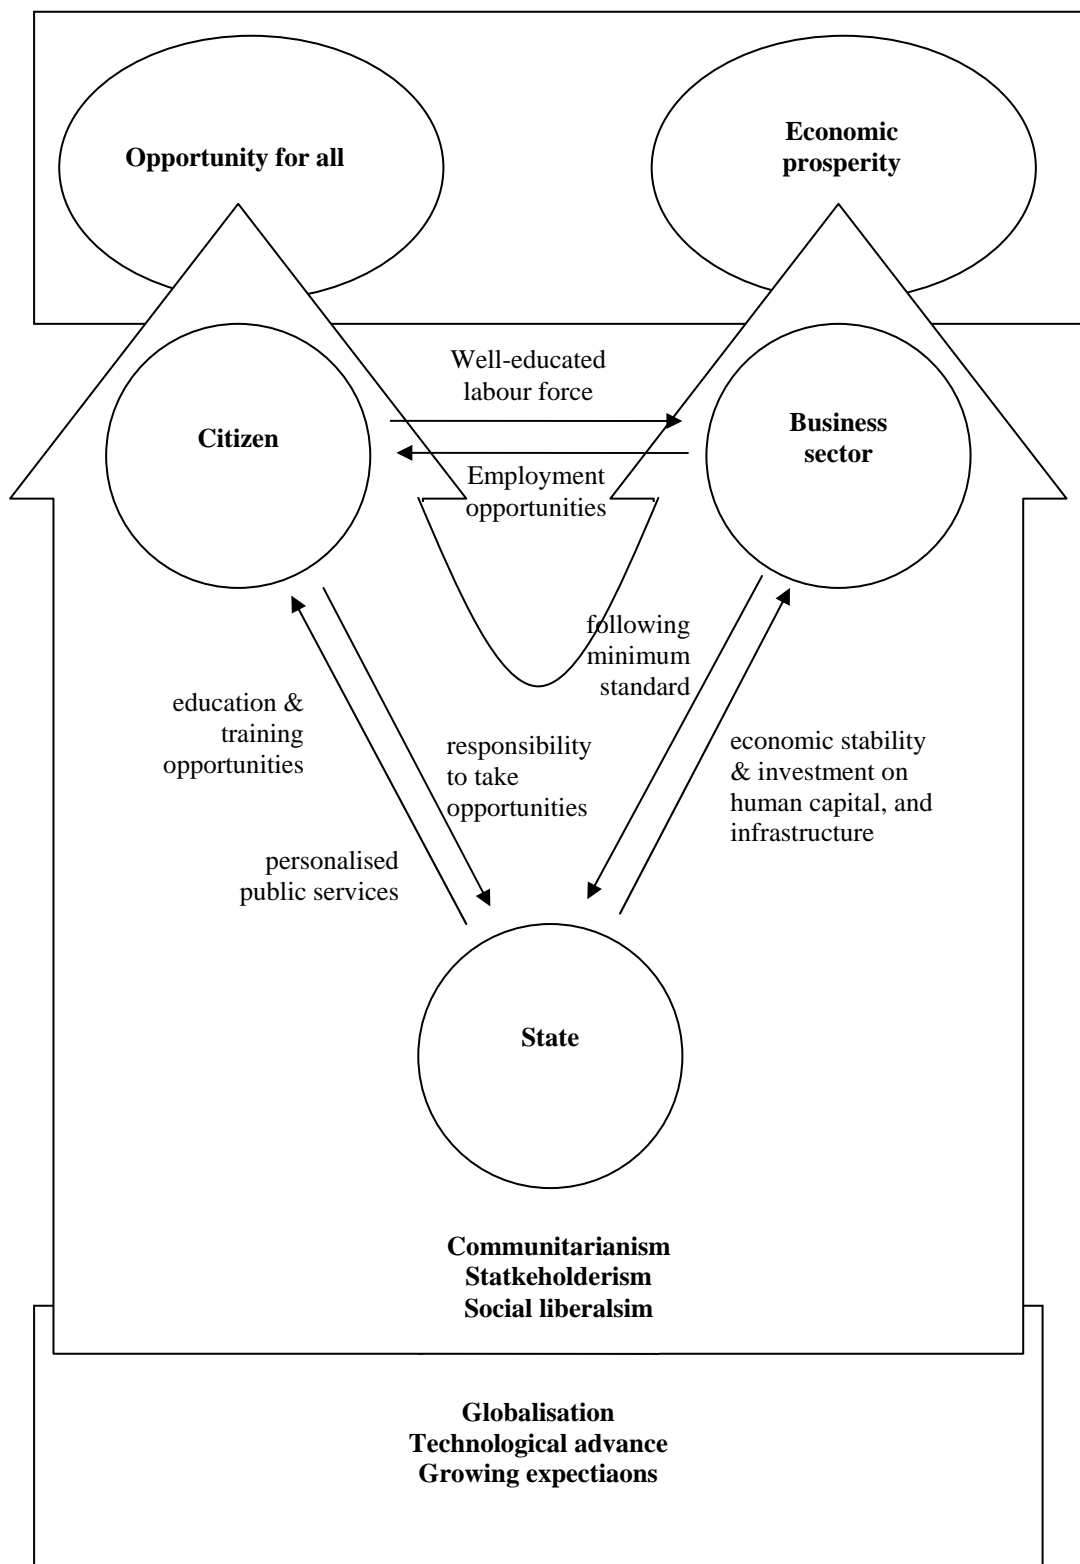 Opportunity for all
Economic
prosperity
Well-educated
labour force
Citizen
Business
sector
Employment
opportunities
following
minimum
standard
education &
training
opportunities
responsibility
to take
opportunities
economic stability
& investment on
human capital, and
infrastructure
personalised
public services
State
Communitarianism
Statkeholderism
Social liberalsim
Globalisation
Technological advance
Growing expectiaons